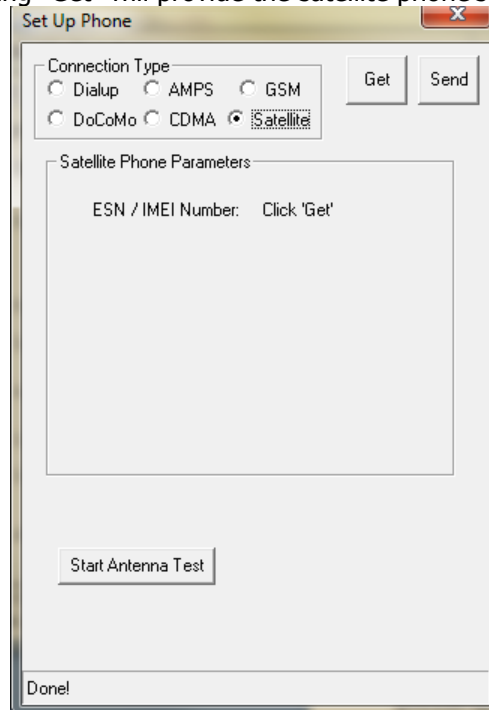 Set Up Phone
X
Connection Type
Dialup AMPS GSM
DoCoMo CDMA Satellite
Get Send
Satellite Phone Parameters
ESN / IMEI Number: Click 'Get'
Start Antenna Test
Done!